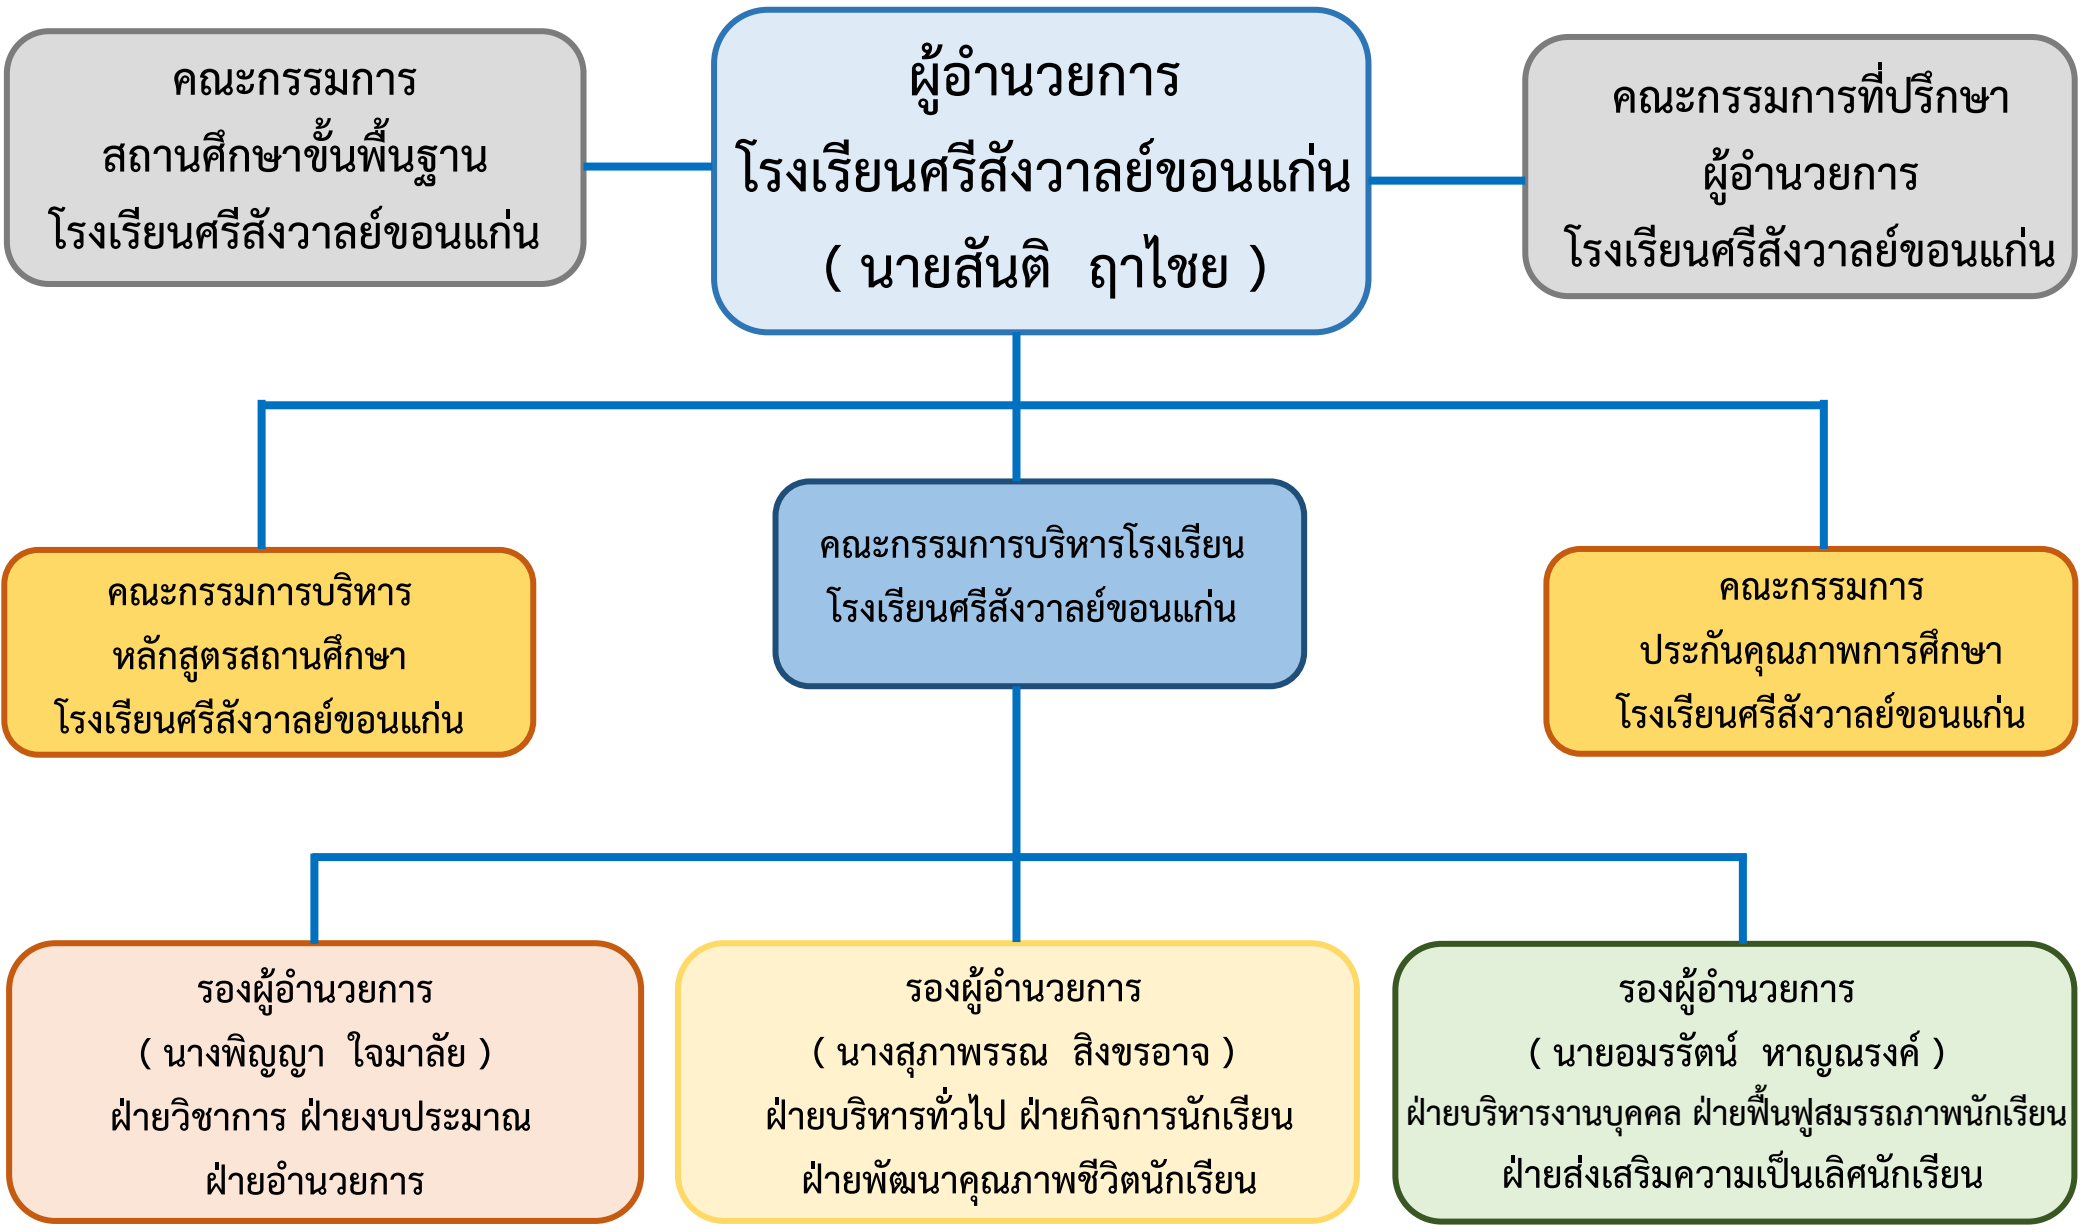 คณะกรรมการ
สถานศึกษาขั้นพื้นฐาน
โรงเรียนศรีสังวาลย์ขอนแก่น
ผู้อำนวยการ
โรงเรียนศรีสังวาลย์ขอนแก่น
( นายสันติ ฤาไชย )
คณะกรรมการที่ปรึกษา
ผู้อำนวยการ
โรงเรียนศรีสังวาลย์ขอนแก่น
คณะกรรมการบริหาร
หลักสูตรสถานศึกษา
โรงเรียนศรีสังวาลย์ขอนแก่น
คณะกรรมการบริหารโรงเรียน
โรงเรียนศรีสังวาลย์ขอนแก่น
คณะกรรมการ
ประกันคุณภาพการศึกษา
โรงเรียนศรีสังวาลย์ขอนแก่น
รองผู้อำนวยการ
( นางพิญญา ใจมาลัย )
ฝ่ายวิชาการ ฝ่ายงบประมาณ
ฝ่ายอำนวยการ
รองผู้อำนวยการ
( นางสุภาพรรณ สิงขรอาจ )
ฝ่ายบริหารทั่วไป ฝ่ายกิจการนักเรียน
ฝ่ายพัฒนาคุณภาพชีวิตนักเรียน
รองผู้อำนวยการ
( นายอมรรัตน์ หาญณรงค์ )
ฝ่ายบริหารงานบุคคล ฝ่ายฟื้นฟูสมรรถภาพนักเรียน
ฝ่ายส่งเสริมความเป็นเลิศนักเรียน